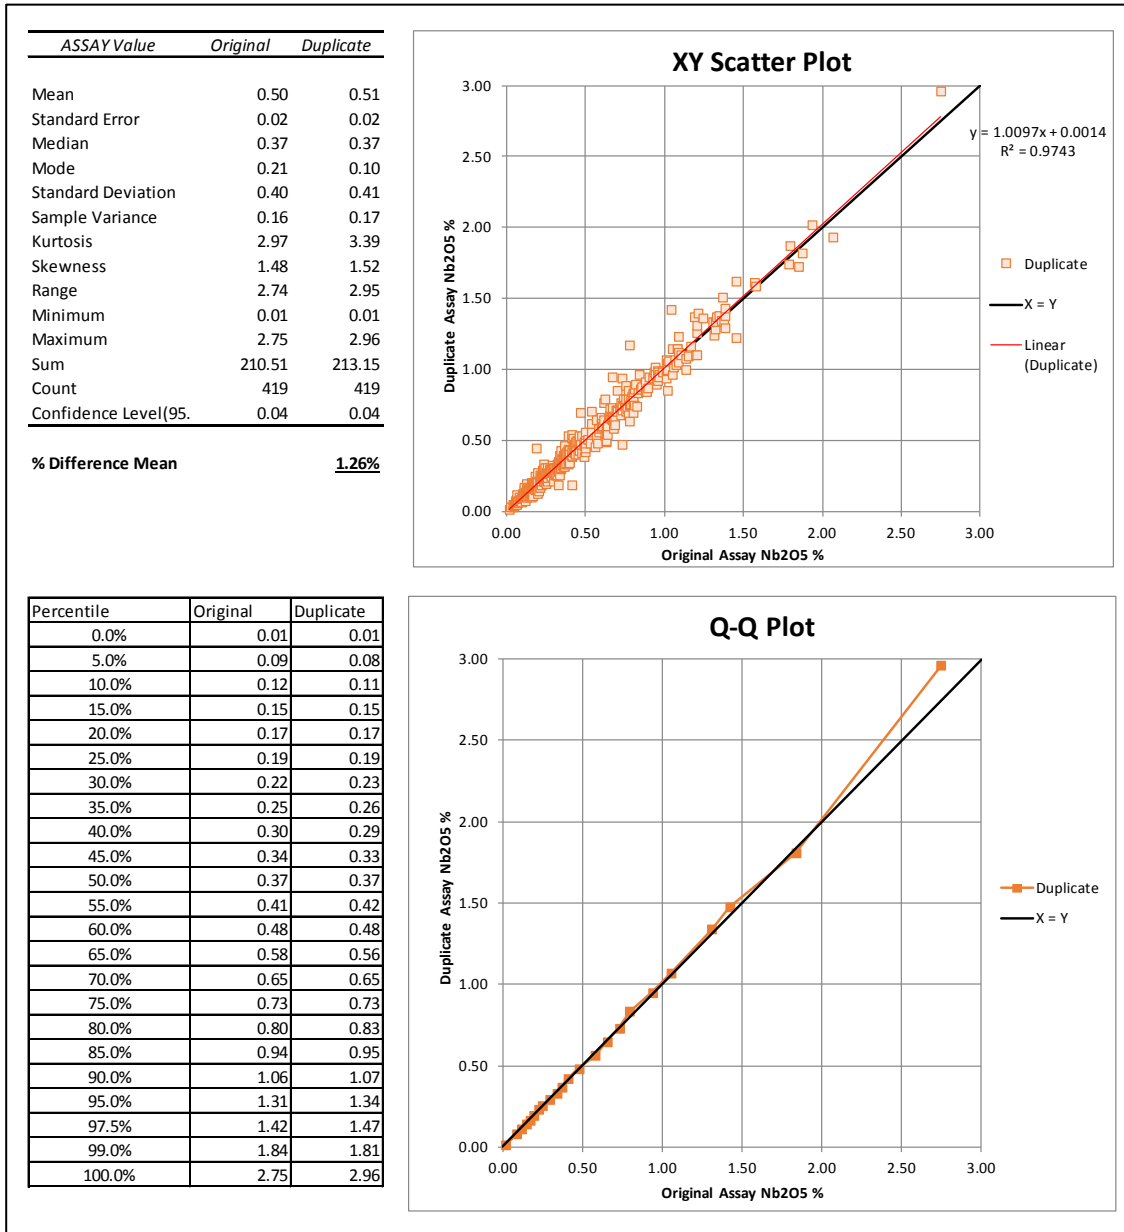 ASSAY Value Original Duplicate
Mean 0.50 0.51
Standard Error 0.02 0.02
Median 0.37 0.37
Mode 0.21 0.10
Standard Deviation 0.40 0.41
Sample Variance 0.16 0.17
Kurtosis 2.97 3.39
Skewness 1.48 1.52
Range 2.74 2.95
Minimum 0.01 0.01
Maximum 2.75 2.96
Sum 210.51 213.15
Count 419 419
Confidence Level(95. 0.04 0.04
% Difference Mean 1.26%
XY Scatter Plot
3.00
2.50
2.00
1.50
1.00
0.50
0.00
Duplicate Assay Nb2O5 %
y = 1.0097x + 0.0014
R² = 0.9743
Duplicate
X = Y
Linear
(Duplicate)
0.00 0.50 1.00 1.50 2.00 2.50 3.00
Original Assay Nb2O5 %
Percentile Original Duplicate
0.0% 0.01 0.01
5.0% 0.09 0.08
10.0% 0.12 0.11
15.0% 0.15 0.15
20.0% 0.17 0.17
25.0% 0.19 0.19
30.0% 0.22 0.23
35.0% 0.25 0.26
40.0% 0.30 0.29
45.0% 0.34 0.33
50.0% 0.37 0.37
55.0% 0.41 0.42
60.0% 0.48 0.48
65.0% 0.58 0.56
70.0% 0.65 0.65
75.0% 0.73 0.73
80.0% 0.80 0.83
85.0% 0.94 0.95
90.0% 1.06 1.07
95.0% 1.31 1.34
97.5% 1.42 1.47
99.0% 1.84 1.81
100.0% 2.75 2.96
Q-Q Plot
3.00
2.50
2.00
1.50
1.00
0.50
0.00
Duplicate Assay Nb2O5 %
Duplicate
X = Y
0.00 0.50 1.00 1.50 2.00 2.50 3.00
Original Assay Nb2O5 %